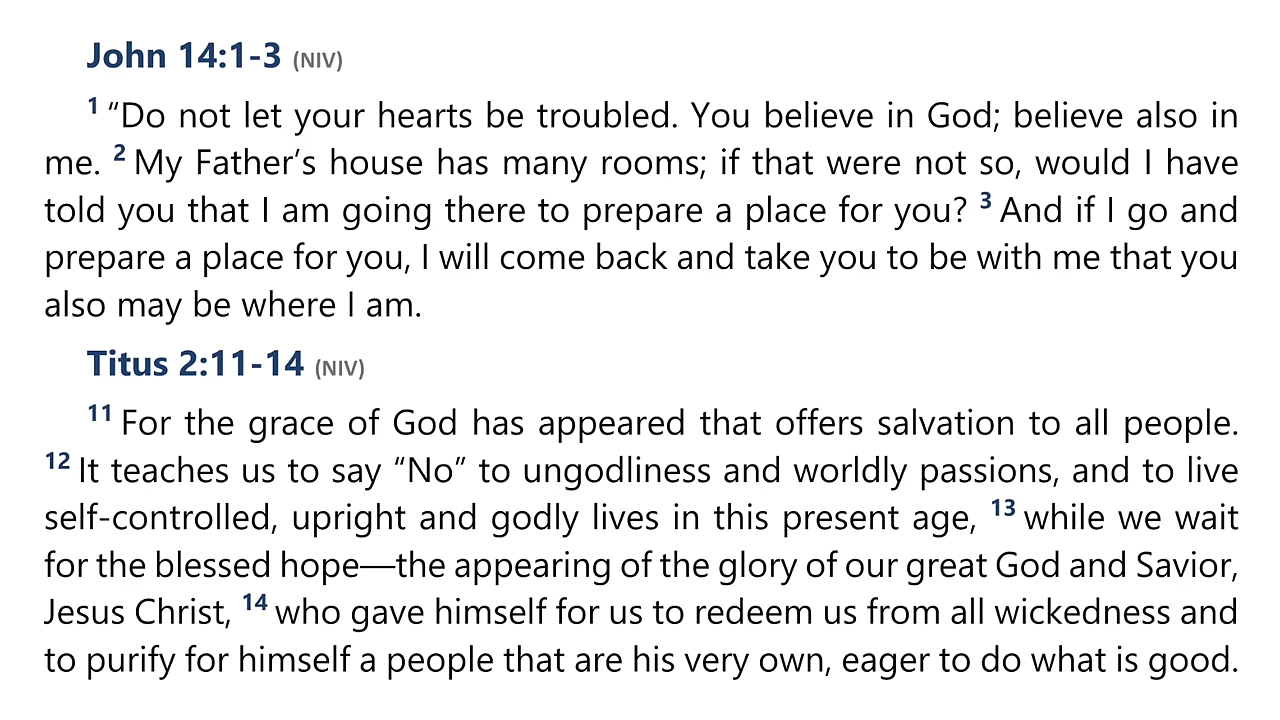 John 14:1-3 (NIV)
1 “Do not let your hearts be troubled. You believe in God; believe also in
me. 2 My Father’s house has many rooms; if that were not so, would I have
told you that I am going there to prepare a place for you? 3 And if I go and
prepare a place for you, I will come back and take you to be with me that you
also may be where I am.
Titus 2:11-14 (NIV)
11 For the grace of God has appeared that offers salvation to all people.
12 It teaches us to say “No” to ungodliness and worldly passions, and to live
self-controlled, upright and godly lives in this present age, 13 while we wait
for the blessed hope—the appearing of the glory of our great God and Savior,
Jesus Christ, 14 who gave himself for us to redeem us from all wickedness and
to purify for himself a people that are his very own, eager to do what is good.